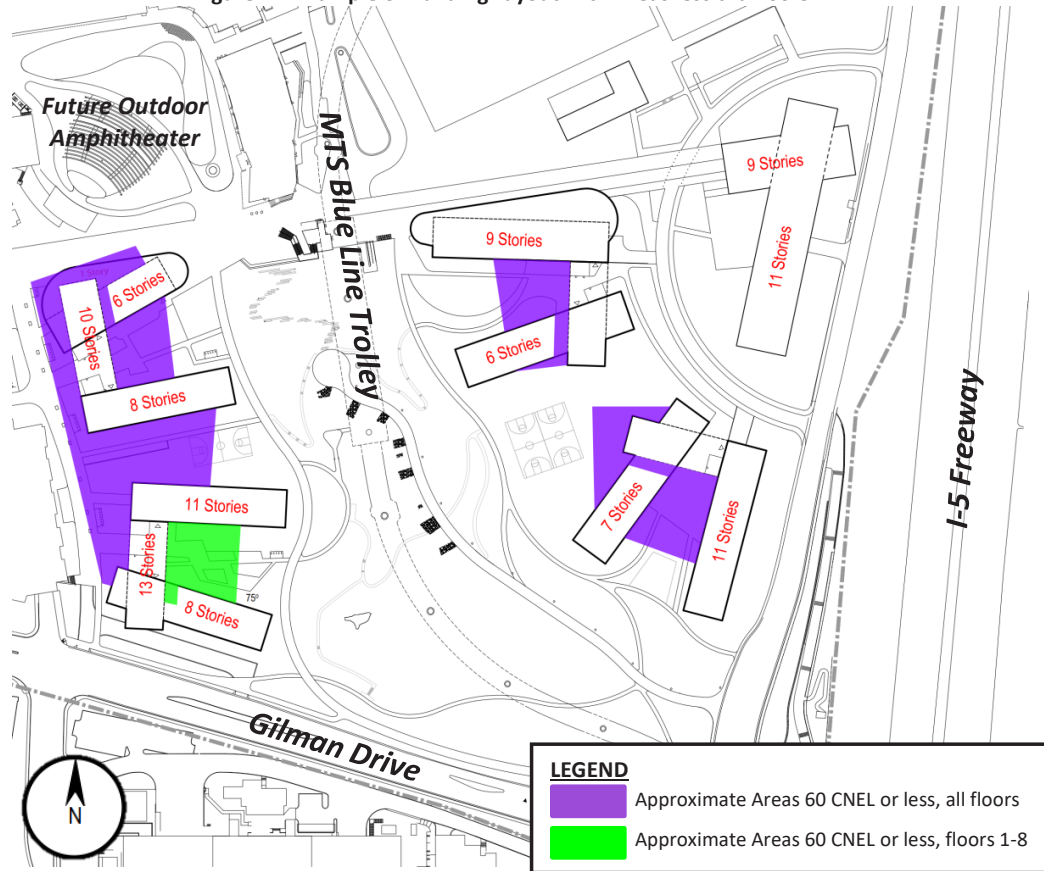 Future Outdoor
Amphitheater
MTS Blue Line Trolley
9 Stories
11 Stories
9 Stories
6 Stories
1 Story
6 Stories
10 Stories
8 Stories
11 Stories
13 Stories
8 Stories
75º
7 Stories
11 Stories
I-5 Freeway
Gilman Drive
N
LEGEND
Approximate Areas 60 CNEL or less, all floors
Approximate Areas 60 CNEL or less, floors 1-8